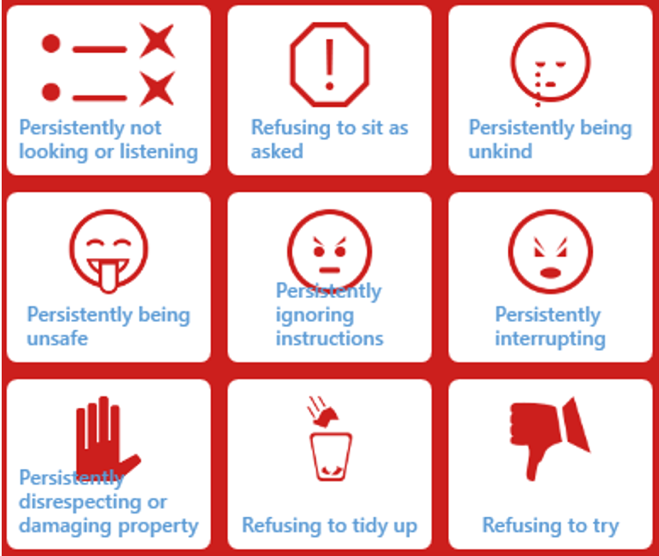 Persistently not
looking or listening
Refusing to sit as
asked
Persistently being
unkind
Persistently being
unsafe
Persistently
ignoring
instructions
Persistently
interrupting
Persistently
disrespecting or
damaging property
Refusing to tidy up
Refusing to try